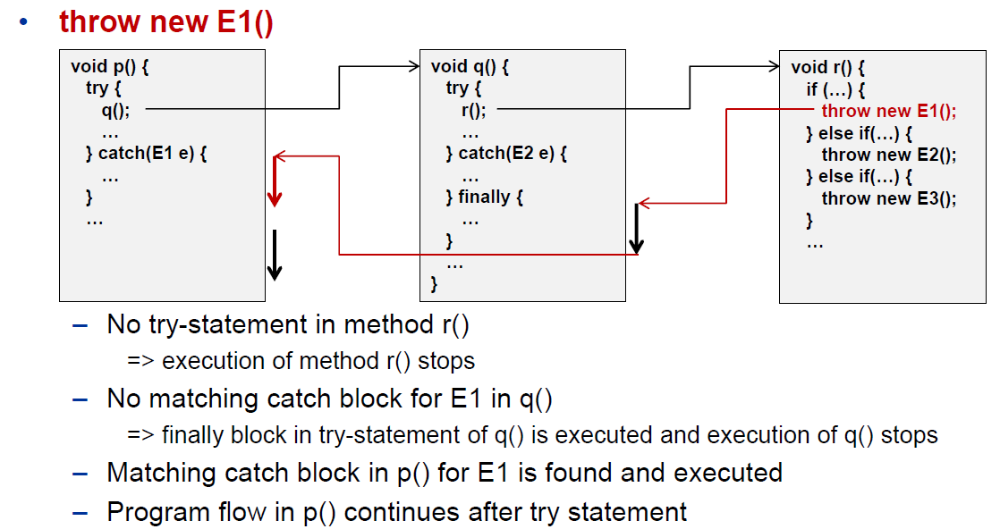 • throw new E1()
void p() {
try {
q();
...
} catch(E1 e) {
...
}
...
void q() {
try {
r();
...
} catch(E2 e) {
...
} finally {
...
}
...
}
void r() {
if (...) {
throw new E1();
} else if(...) {
throw new E2();
} else if(...) {
throw new E3();
}
...
– No try-statement in method r()
=> execution of method r() stops
– No matching catch block for E1 in q()
=> finally block in try-statement of q() is executed and execution of q() stops
– Matching catch block in p() for E1 is found and executed
– Program flow in p() continues after try statement